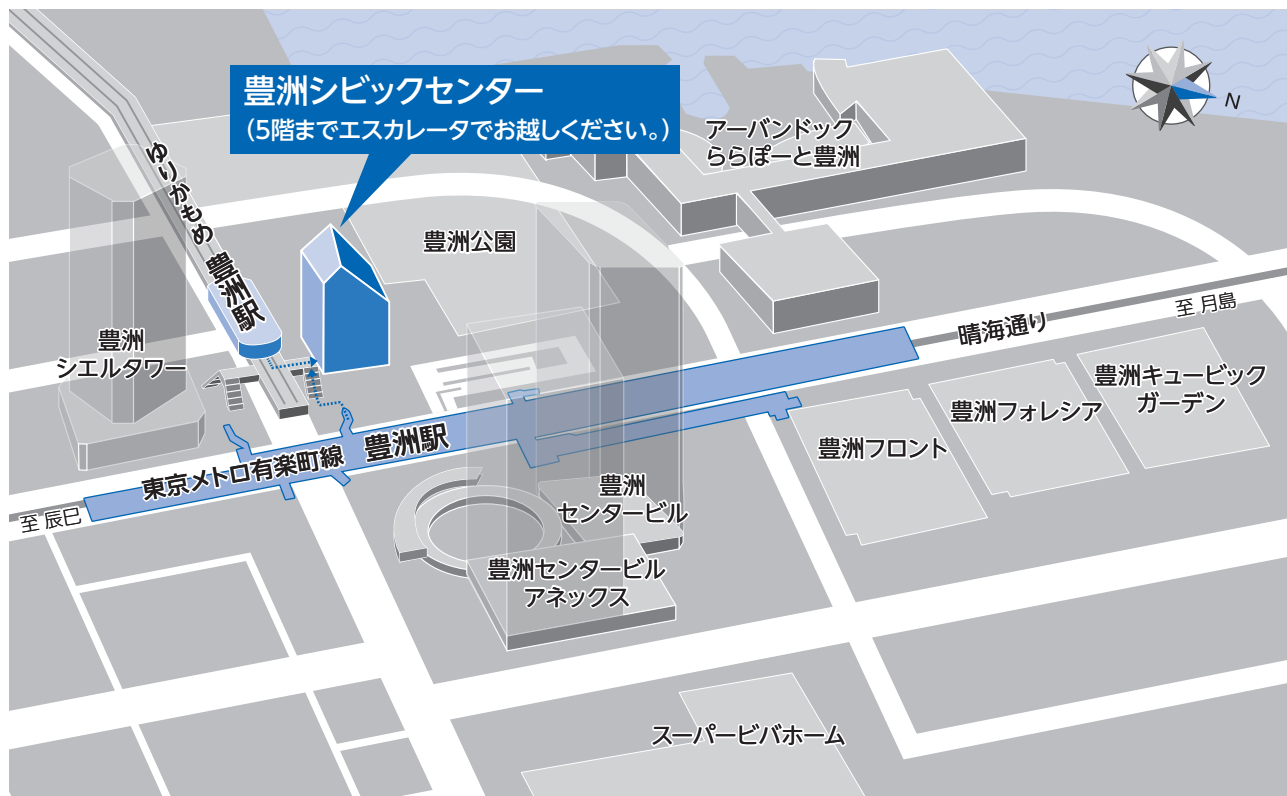 豊洲シビックセンター
(5階までエスカレータでお越しください。)
N
アーバンドック
ららぽーと豊洲
ゆりかもめ 豊洲駅
豊洲公園
豊洲
シエルタワー
晴海通り
至 月島
豊洲キュービック
ガーデン
豊洲フォレシア
豊洲フロント
東京メトロ有楽町線 豊洲駅
至 辰巳
豊洲
センタービル
豊洲センタービル
アネックス
スーパービバホーム